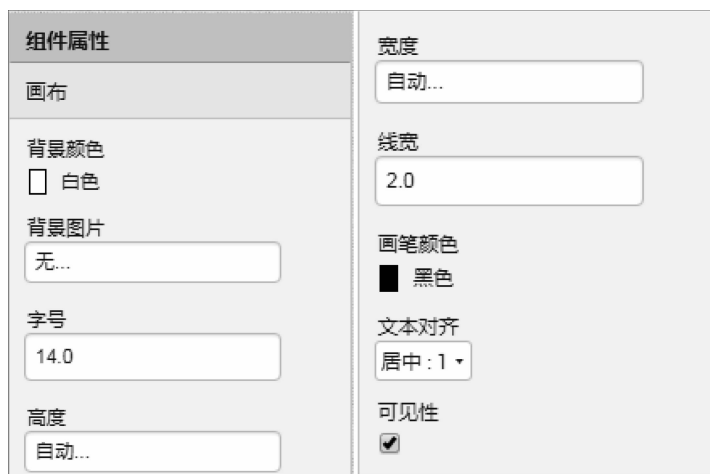 组件属性
画布
背景颜色
白色
背景图片
无...
字号
14.0
高度
自动...
宽度
自动...
线宽
2.0
画笔颜色
黑色
文本对齐
居中 : 1
可见性